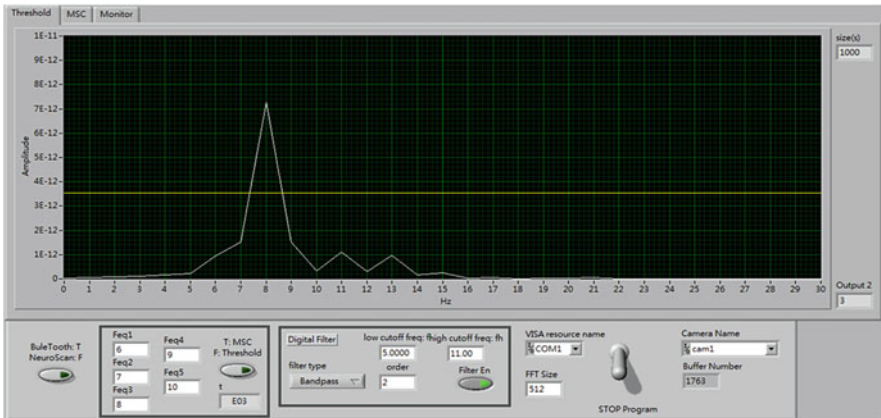 Threshold MSC Monitor
1E-11
9E-12
8E-12
7E-12
6E-12
5E-12
4E-12
3E-12
2E-12
1E-12
0
Amplitude
0 1 2 3 4 5 6 7 8 9 10 11 12 13 14 15 16 17 18 19 20 21 22 23 24 25 26 27 28 29 30
Hz
size(s)
1000
Output 2
3
BuleTooth: T
NeuroScan: F
Feq1
6
Feq2
7
Feq3
8
Feq4
9
Feq5
10
T: MSC
F: Threshold
t
E03
Digital Filter
low cutoff freq: fl
high cutoff freq: fh
5.0000
11.00
filter type
Bandpass
order
2
Filter En
VISA resource name
COM1
FFT Size
512
STOP Program
Camera Name
cam1
Buffer Number
1763